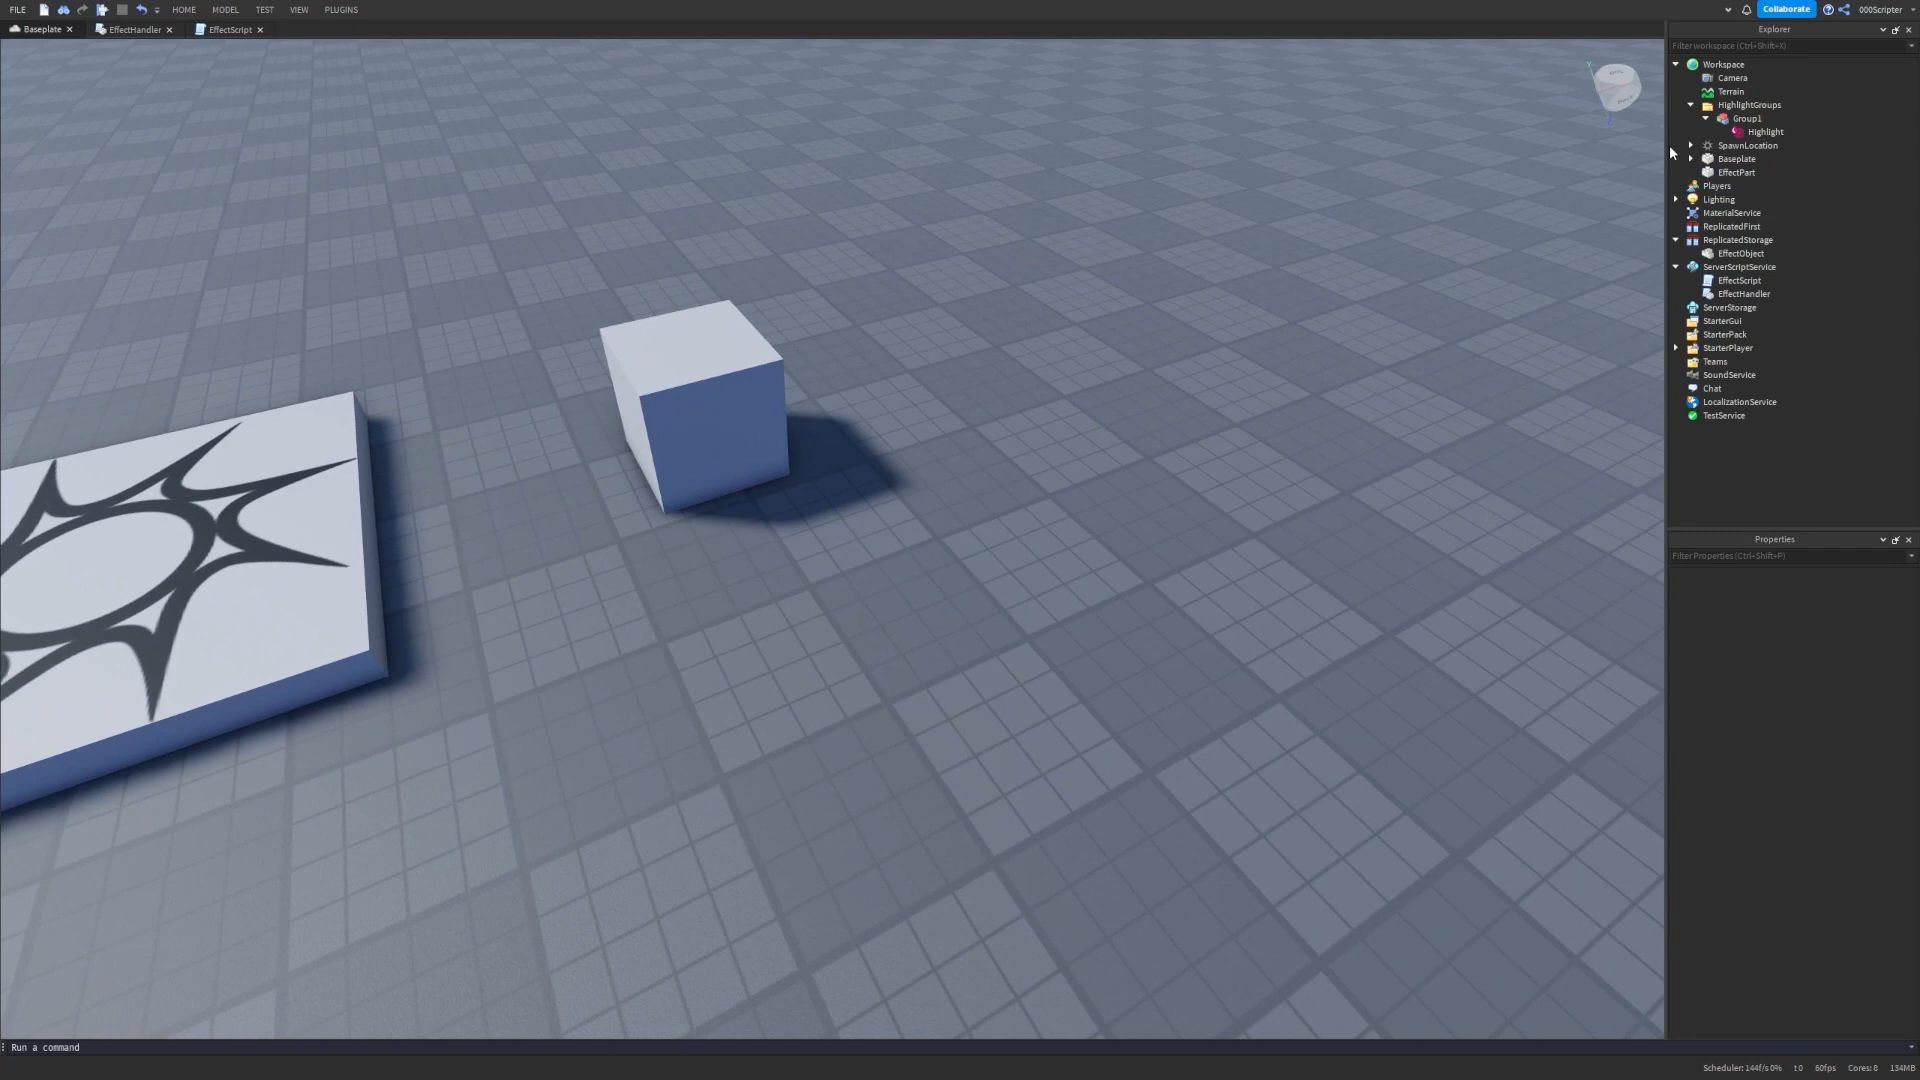 FILE HOME MODEL TEST VIEW PLUGINS Collaborate 000Scripter
Baseplate EffectHandler EffectScript
Explorer
Filter workspace (Ctrl+Shift+X)
Workspace
Camera
Terrain
HighlightGroups
Group1
Highlight
SpawnLocation
Baseplate
EffectPart
Players
Lighting
MaterialService
ReplicatedFirst
ReplicatedStorage
EffectObject
ServerScriptService
EffectScript
EffectHandler
ServerStorage
StarterGui
StarterPack
StarterPlayer
Teams
SoundService
Chat
LocalizationService
TestService
Properties
Filter Properties (Ctrl+Shift+P)
Run a command
Scheduler: 144f/s 0% t 0 60fps Cores: 8 134MB